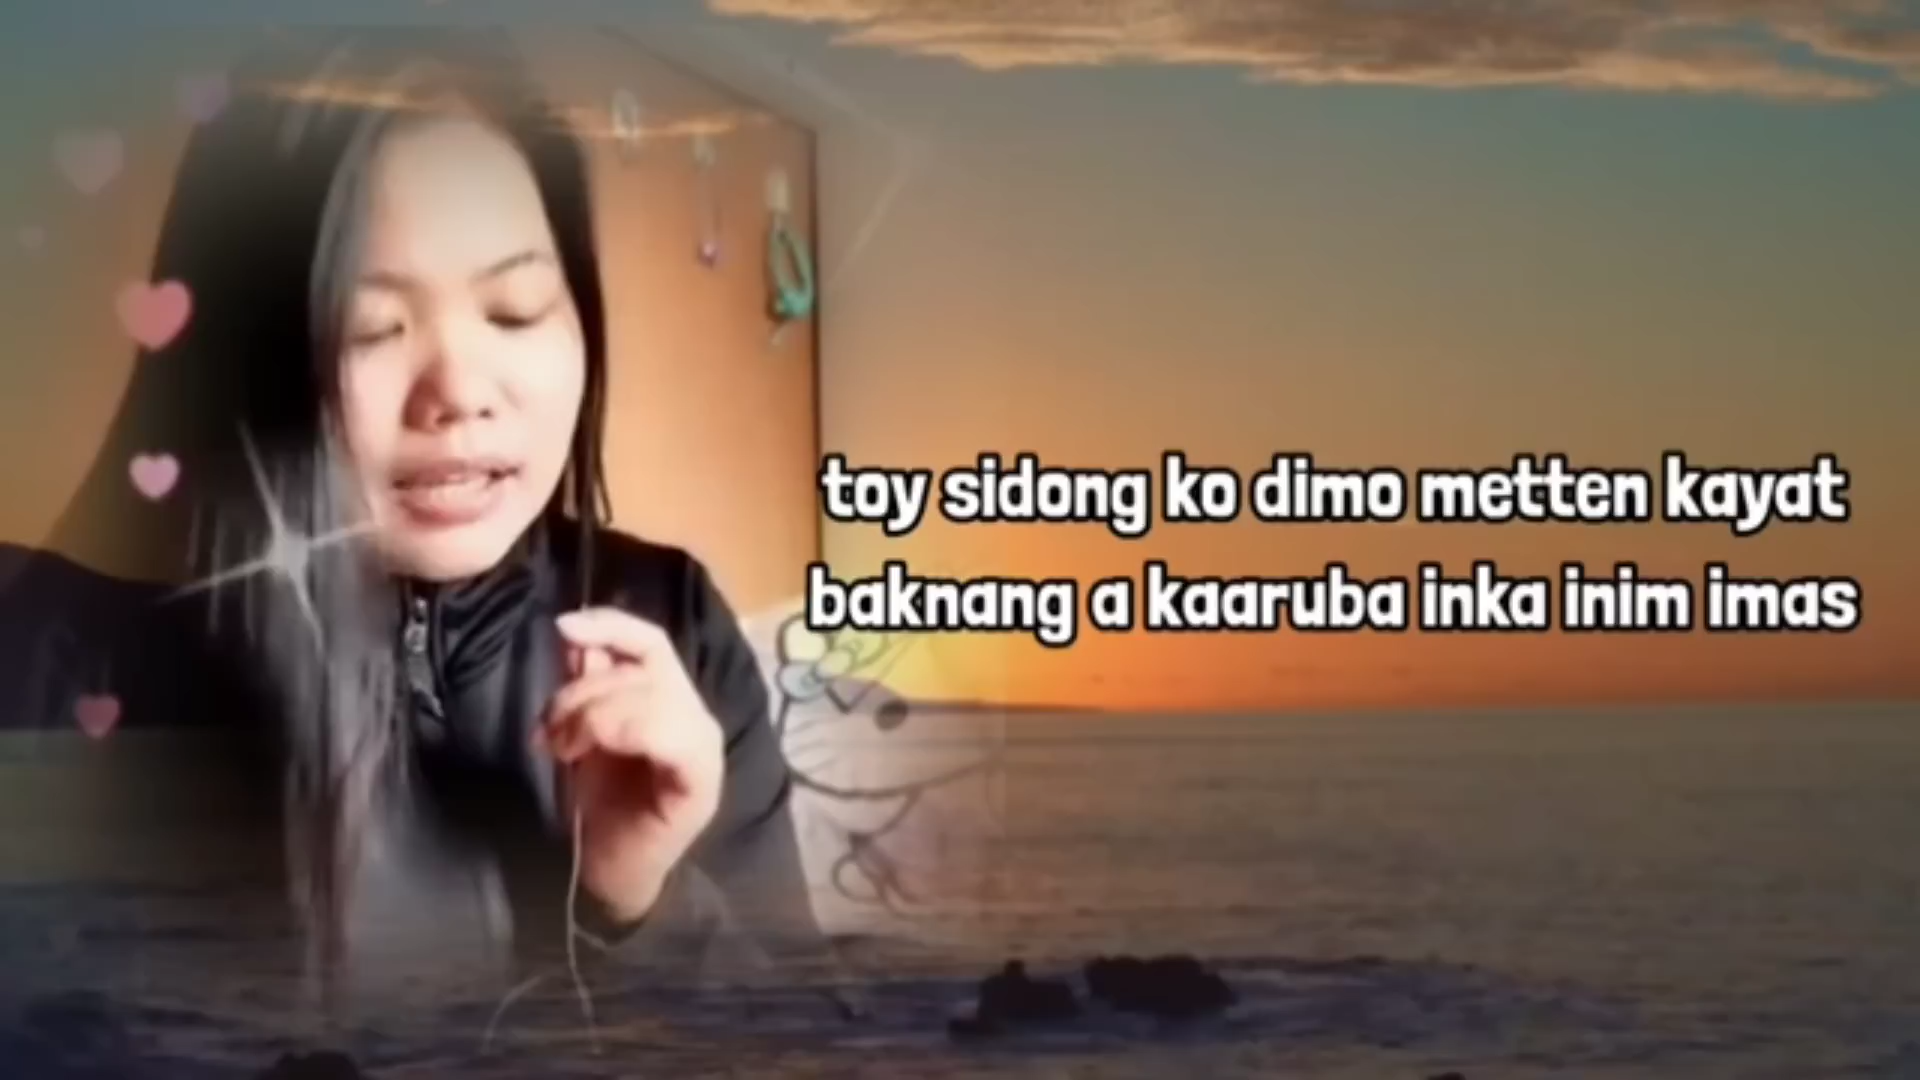 toy sidong ko dimo metten kayat
baknang a kaaruba inka inim imas